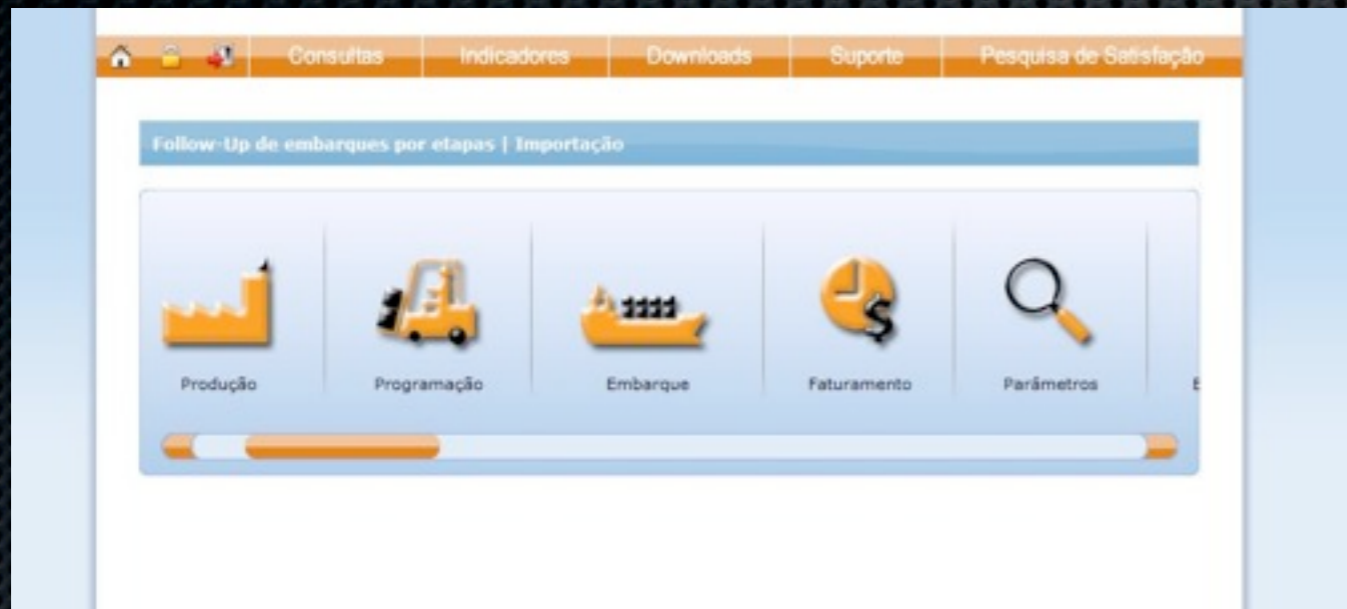 Consultas Indicadores Downloads Suporte Pesquisa de Satisfação
Follow-Up de embarques por etapas | Importação
Produção Programação Embarque Faturamento Parâmetros